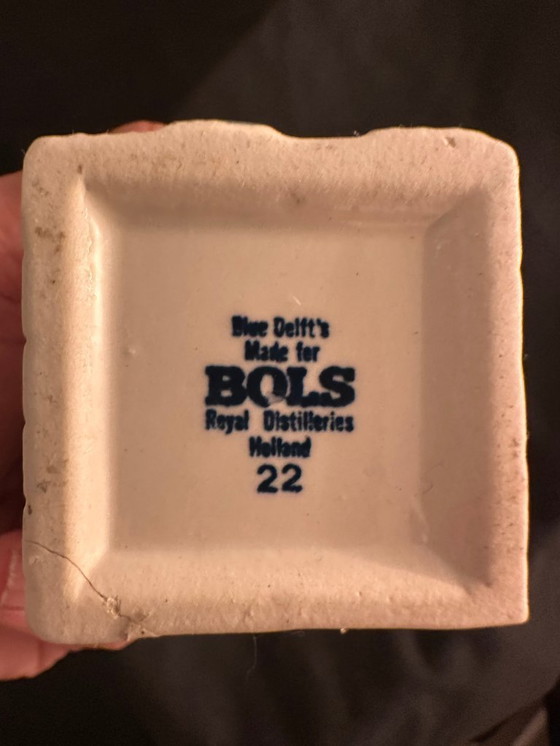 Blue Delft's
Made for
BOLS
Royal Distilleries
Holland
22